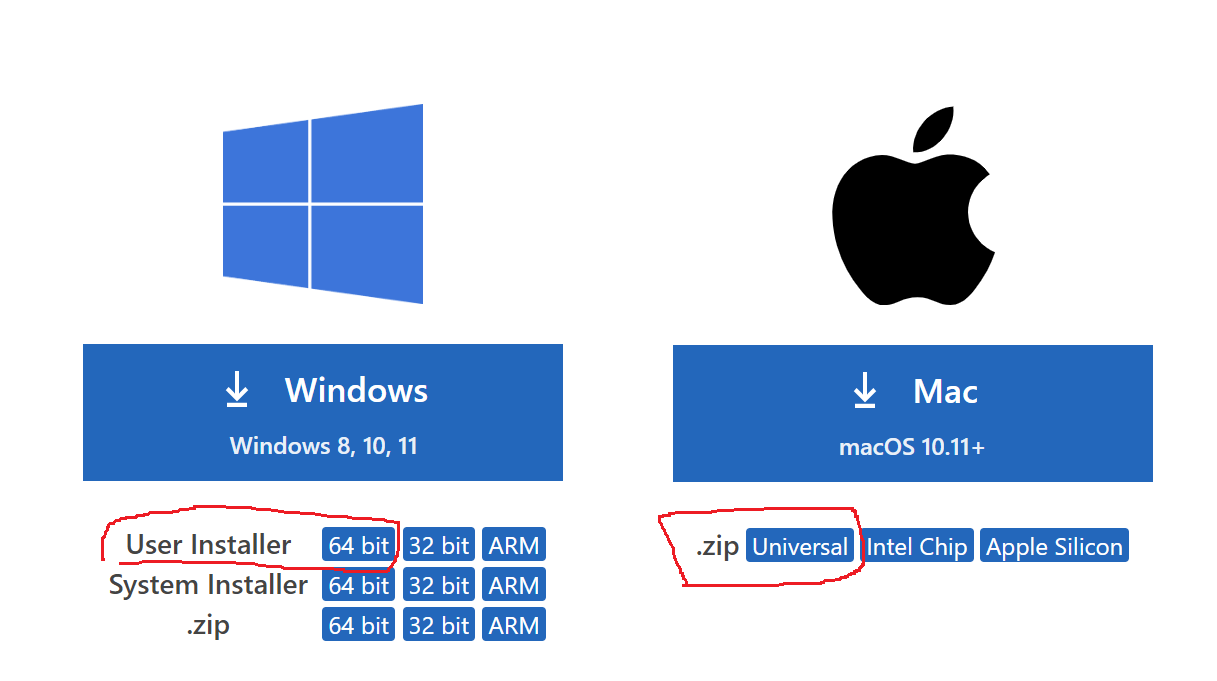 Windows
Windows 8, 10, 11
User Installer 64 bit 32 bit ARM
System Installer 64 bit 32 bit ARM
.zip 64 bit 32 bit ARM
Mac
macOS 10.11+
.zip Universal Intel Chip Apple Silicon